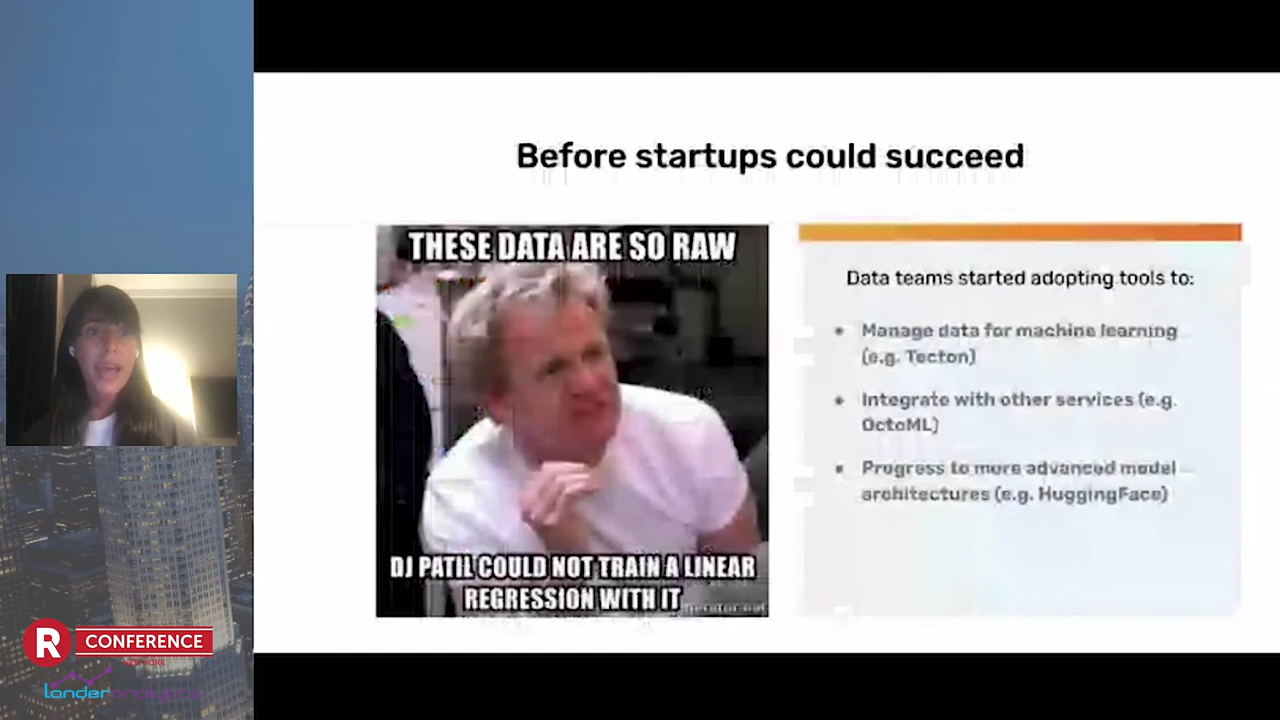 Before startups could succeed
THESE DATA ARE SO RAW
DJ PATIL COULD NOT TRAIN A LINEAR
REGRESSION WITH IT
Data teams started adopting tools to:
• Manage data for machine learning
(e.g. Tecton)
• Integrate with other services (e.g.
OctoML)
• Progress to more advanced model
architectures (e.g. HuggingFace)
R CONFERENCE
NEW YORK
lander analytics